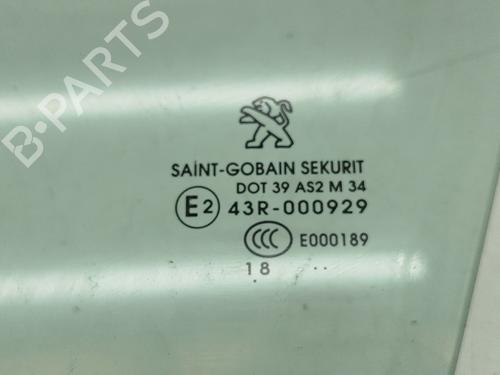 B-PARTS
SAINT-GOBAIN SEKURIT
DOT 39 AS2 M 34
E2 43R-000929
CCC E000189
18 ..